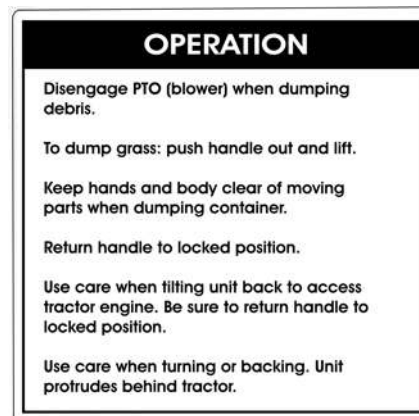 OPERATION
Disengage PTO (blower) when dumping
debris.
To dump grass: push handle out and lift.
Keep hands and body clear of moving
parts when dumping container.
Return handle to locked position.
Use care when tilting unit back to access
tractor engine. Be sure to return handle to
locked position.
Use care when turning or backing. Unit
protrudes behind tractor.